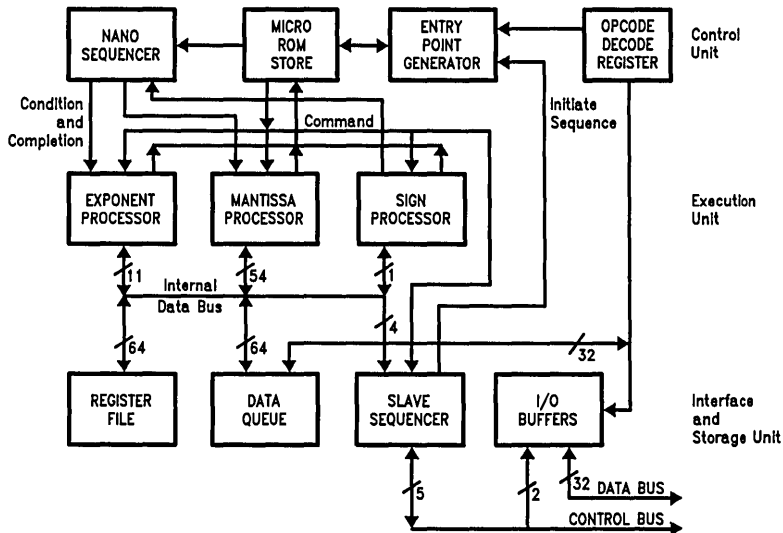 NANO
SEQUENCER
MICRO
ROM
STORE
ENTRY
POINT
GENERATOR
OPCODE
DECODE
REGISTER
Control
Unit
Condition
and
Completion
Command
Initiate
Sequence
EXPONENT
PROCESSOR
MANTISSA
PROCESSOR
SIGN
PROCESSOR
Execution
Unit
11
54
1
Internal
Data Bus
4
64
64
32
REGISTER
FILE
DATA
QUEUE
SLAVE
SEQUENCER
I/O
BUFFERS
Interface
and
Storage Unit
5
2
32
DATA BUS
CONTROL BUS